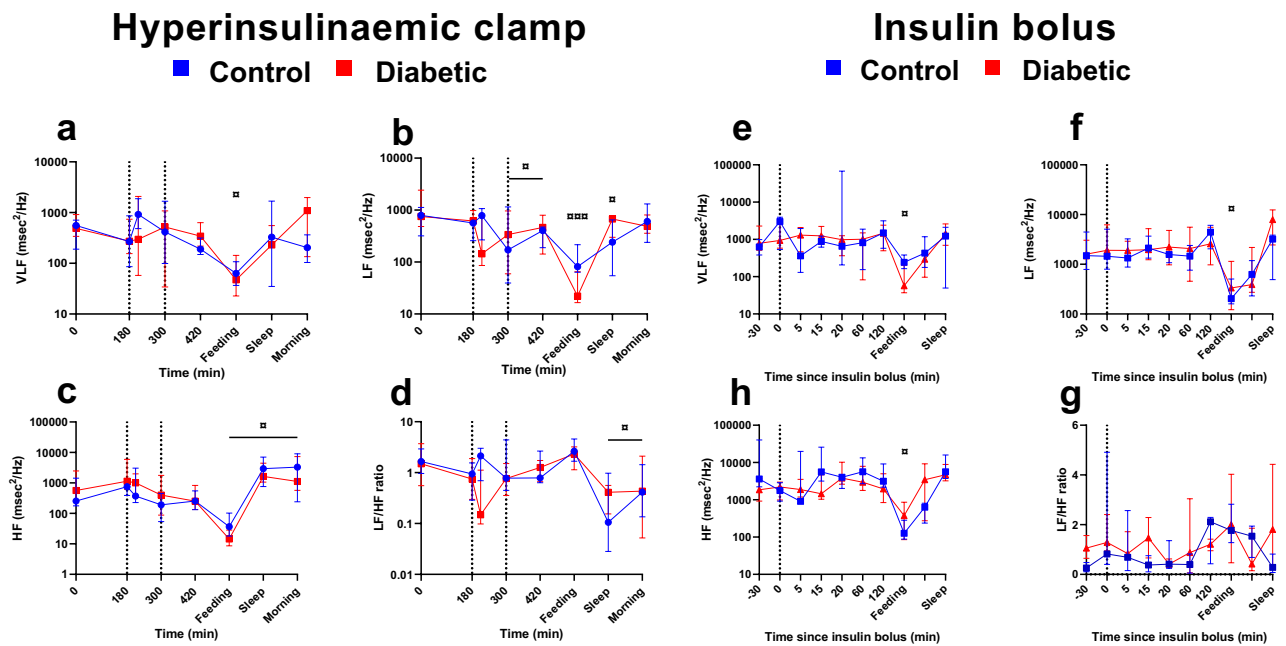 Hyperinsulinaemic clamp
Control Diabetic
Insulin bolus
Control Diabetic
a
VLF (msec²/Hz)
10000
1000
100
10
¤
0 180 300 420 Feeding Sleep Morning
Time (min)
b
LF (msec²/Hz)
10000
1000
100
10
¤
¤¤¤
¤
0 180 300 420 Feeding Sleep Morning
Time (min)
e
VLF (msec²/Hz)
100000
10000
1000
100
10
¤
-30 0 5 15 20 60 120 Feeding Sleep
Time since insulin bolus (min)
f
LF (msec²/Hz)
100000
10000
1000
100
¤
-30 0 5 15 20 60 120 Feeding Sleep
Time since insulin bolus (min)
c
HF (msec²/Hz)
100000
10000
1000
100
10
1
¤
0 180 300 420 Feeding Sleep Morning
Time (min)
d
LF/HF ratio
10
1
0.1
0.01
¤
0 180 300 420 Feeding Sleep Morning
Time (min)
h
HF (msec²/Hz)
100000
10000
1000
100
10
¤
-30 0 5 15 20 60 120 Feeding Sleep
Time since insulin bolus (min)
g
LF/HF ratio
6
4
2
0
-30 0 5 15 20 60 120 Feeding Sleep
Time since insulin bolus (min)